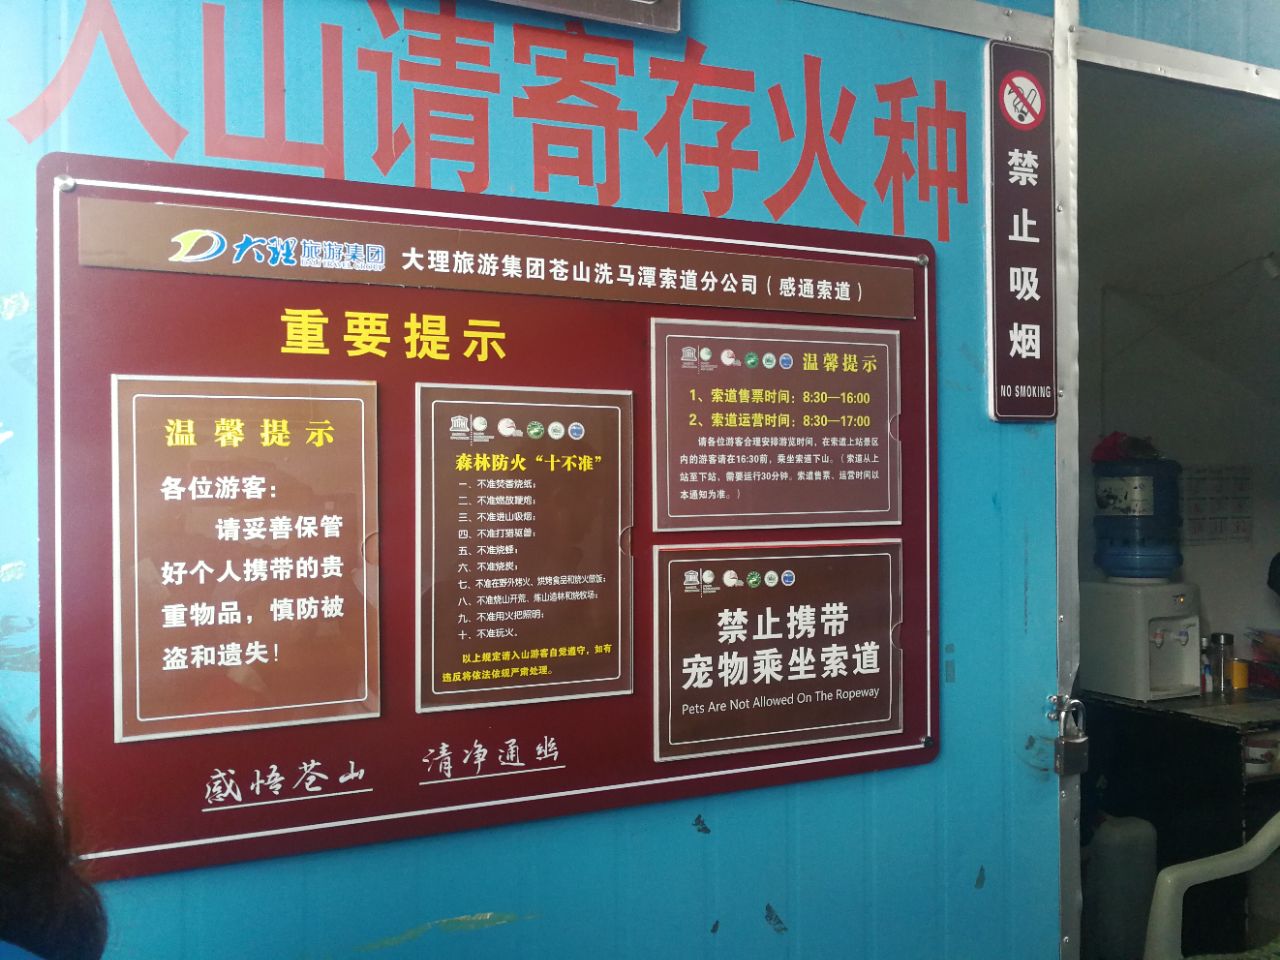 入山请寄存火种
禁止吸烟
NO SMOKING
大理旅游集团
DALI TRAVEL GROUP
大理旅游集团苍山洗马潭索道分公司（感通索道）
重要提示
温馨提示
各位游客：
请妥善保管
好个人携带的贵
重物品，慎防被
盗和遗失！
森林防火“十不准”
一、不准焚香烧纸；
二、不准燃放鞭炮；
三、不准进山吸烟；
四、不准打猎驱兽；
五、不准烧蜂；
六、不准烧炭；
七、不准在野外烤火、烘烤食品和烧火煮饭；
八、不准烧山开荒、炼山造林和烧牧场；
九、不准用火把照明；
十、不准玩火。
以上规定请入山游客自觉遵守，如有
违反将依法依规严肃处理。
温馨提示
1、索道售票时间：8:30—16:00
2、索道运营时间：8:30—17:00
请各位游客合理安排游览时间，在索道上站景区
内的游客请在16:30前，乘坐索道下山。（索道从上
站至下站，需要运行30分钟。索道售票、运营时间以
本通知为准。）
禁止携带
宠物乘坐索道
Pets Are Not Allowed On The Ropeway
感悟苍山
清净通幽